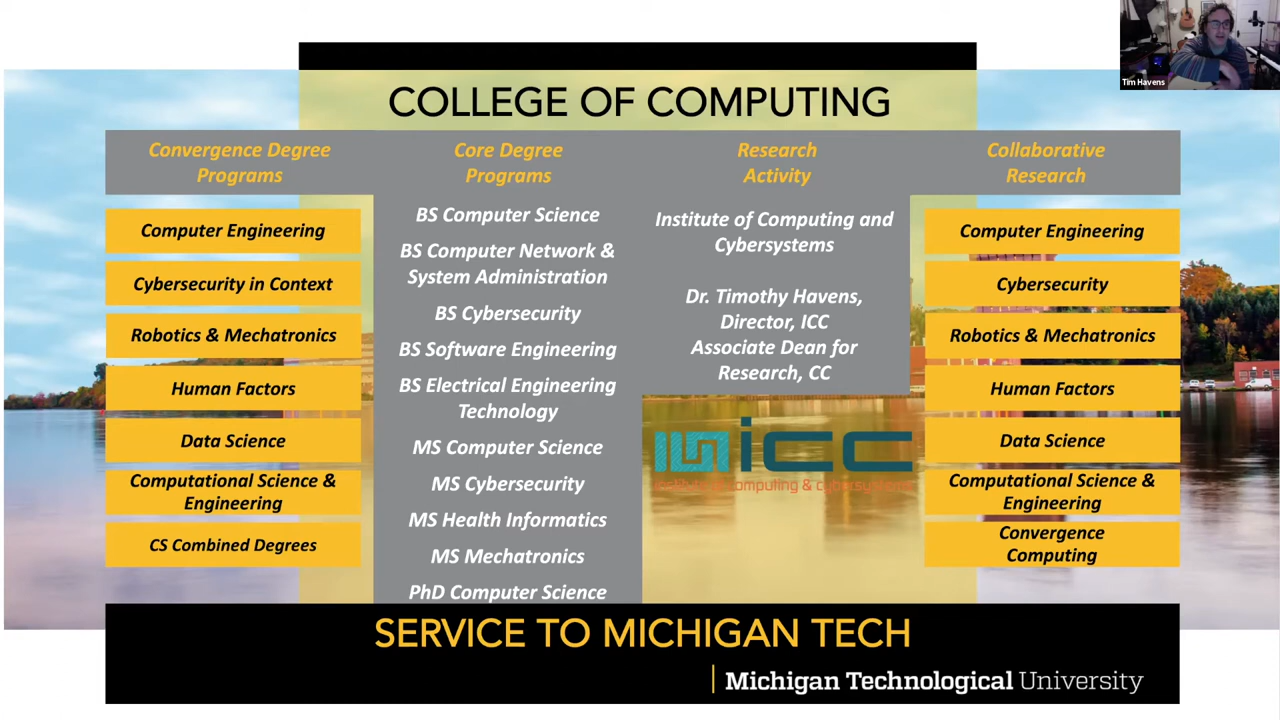 Tim Havens
COLLEGE OF COMPUTING
Convergence Degree
Programs
Computer Engineering
Cybersecurity in Context
Robotics & Mechatronics
Human Factors
Data Science
Computational Science &
Engineering
CS Combined Degrees
Core Degree
Programs
BS Computer Science
BS Computer Network &
System Administration
BS Cybersecurity
BS Software Engineering
BS Electrical Engineering
Technology
MS Computer Science
MS Cybersecurity
MS Health Informatics
MS Mechatronics
PhD Computer Science
Research
Activity
Institute of Computing and
Cybersystems
Dr. Timothy Havens,
Director, ICC
Associate Dean for
Research, CC
icc
institute of computing & cybersystems
Collaborative
Research
Computer Engineering
Cybersecurity
Robotics & Mechatronics
Human Factors
Data Science
Computational Science &
Engineering
Convergence
Computing
SERVICE TO MICHIGAN TECH
Michigan Technological University